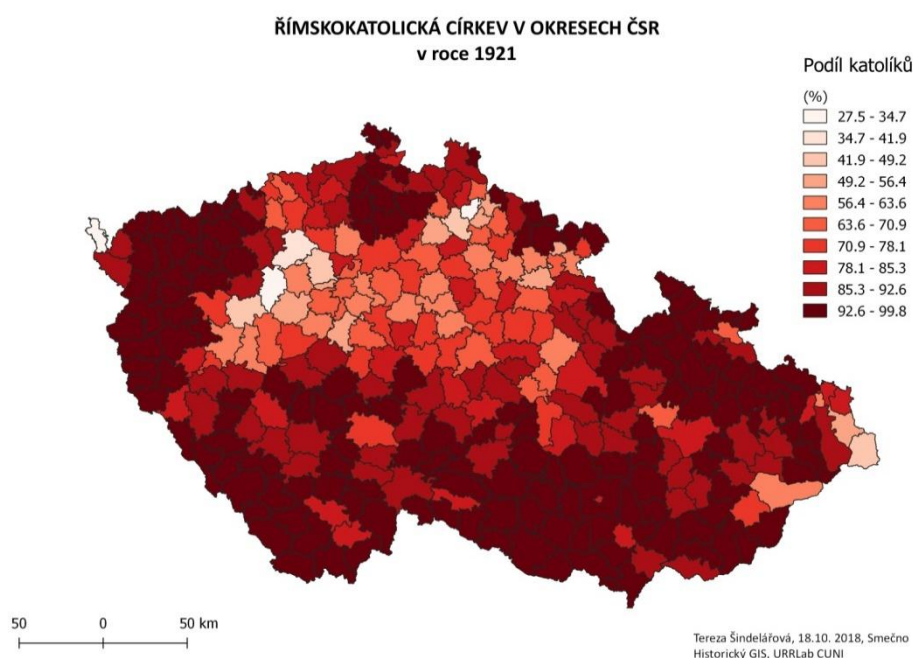 ŘÍMSKOKATOLICKÁ CÍRKEV V OKRESECH ČSR
v roce 1921
Podíl katolíků
(%)
27.5 - 34.7
34.7 - 41.9
41.9 - 49.2
49.2 - 56.4
56.4 - 63.6
63.6 - 70.9
70.9 - 78.1
78.1 - 85.3
85.3 - 92.6
92.6 - 99.8
50 0 50 km
Tereza Šindelářová, 18.10. 2018, Smečno
Historický GIS, URRLab CUNI